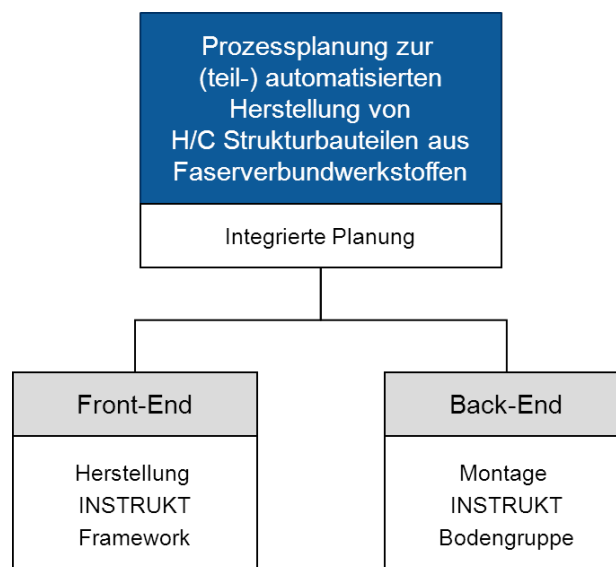 Prozessplanung zur
(teil-) automatisierten
Herstellung von
H/C Strukturbauteilen aus
Faserverbundwerkstoffen
Integrierte Planung
Front-End
Herstellung
INSTRUKT
Framework
Back-End
Montage
INSTRUKT
Bodengruppe